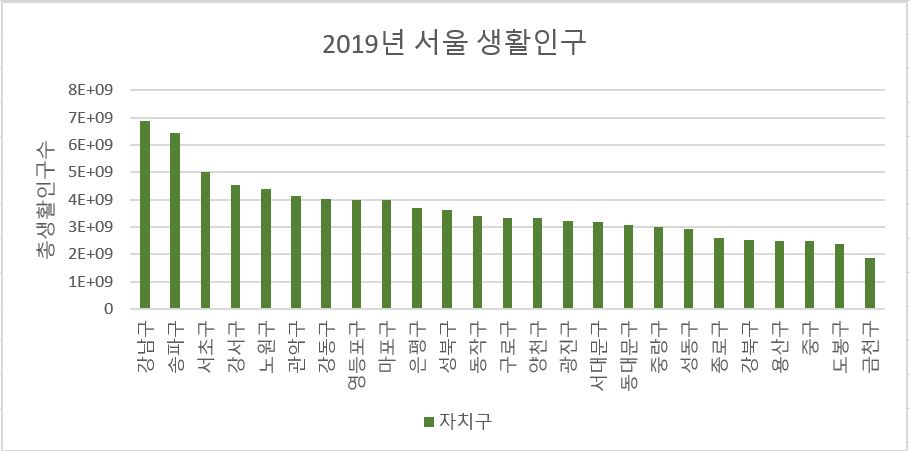 2019년 서울 생활인구
총생활인구수
8E+09
7E+09
6E+09
5E+09
4E+09
3E+09
2E+09
1E+09
0
강남구
송파구
서초구
강서구
노원구
관악구
강동구
영등포구
마포구
은평구
성북구
동작구
구로구
양천구
광진구
서대문구
동대문구
중랑구
성동구
종로구
강북구
용산구
중구
도봉구
금천구
자치구